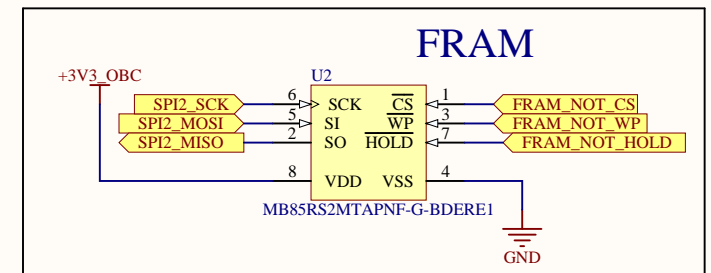 FRAM
+3V3_OBC
U2
SPI2_SCK 6 SCK CS 1 FRAM_NOT_CS
SPI2_MOSI 5 SI WP 3 FRAM_NOT_WP
SPI2_MISO 2 SO HOLD 7 FRAM_NOT_HOLD
8 VDD VSS 4
MB85RS2MTAPNF-G-BDERE1
GND